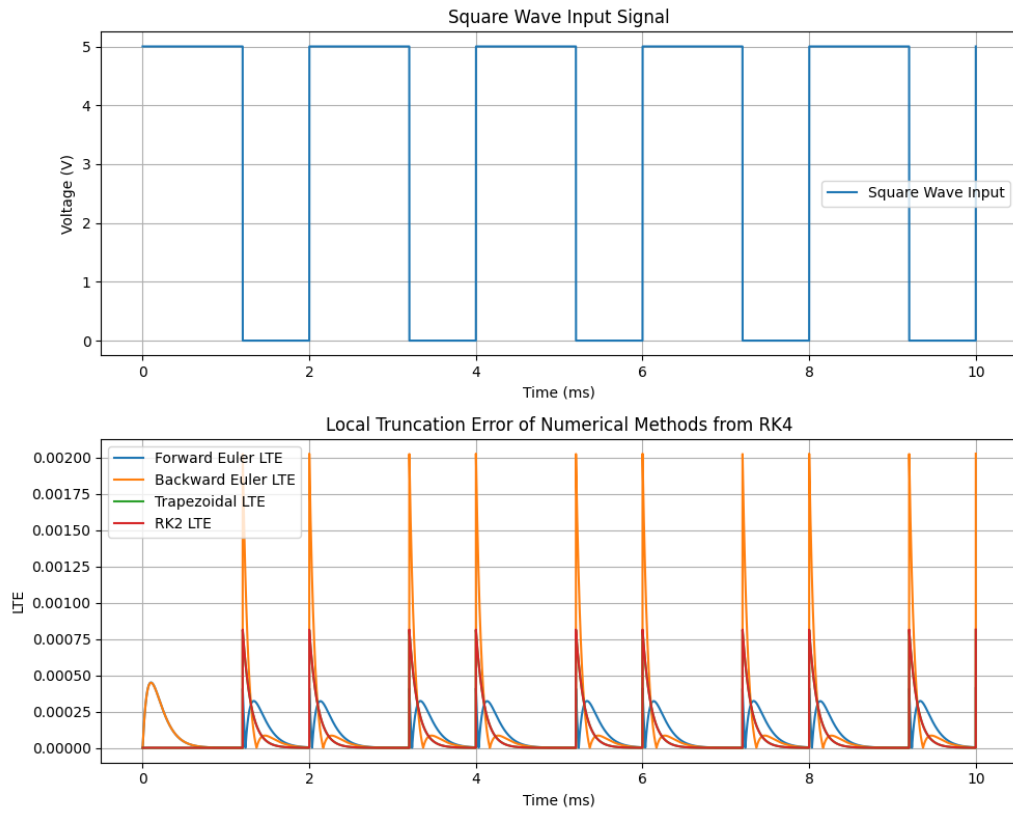 Square Wave Input Signal
5
4
3
2
1
0
Voltage (V)
Square Wave Input
0 2 4 6 8 10
Time (ms)
Local Truncation Error of Numerical Methods from RK4
Forward Euler LTE
Backward Euler LTE
Trapezoidal LTE
RK2 LTE
0.00200
0.00175
0.00150
0.00125
0.00100
0.00075
0.00050
0.00025
0.00000
LTE
0 2 4 6 8 10
Time (ms)